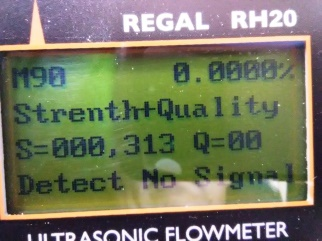 REGAL RH20
M90 0.0000%
Strenth+Quality
S=000,313 Q=00
Detect No Signal
ULTRASONIC FLOWMETER